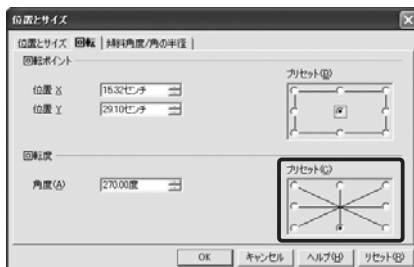 位置とサイズ
位置とサイズ 回転 傾斜角度/角の半径
回転ポイント
プリセット(D)
位置 X 15.32センチ
位置 Y 29.10センチ
回転度
プリセット(C)
角度(A) 270.00度
OK キャンセル ヘルプ(H) リセット(R)